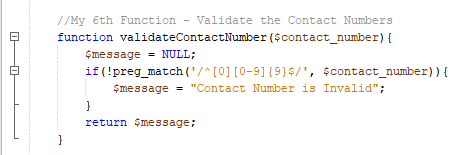 //My 6th Function - Validate the Contact Numbers
function validateContactNumber($contact_number){
$message = NULL;
if(!preg_match('/^[0][0-9]{9}$/', $contact_number)){
$message = "Contact Number is Invalid";
}
return $message;
}